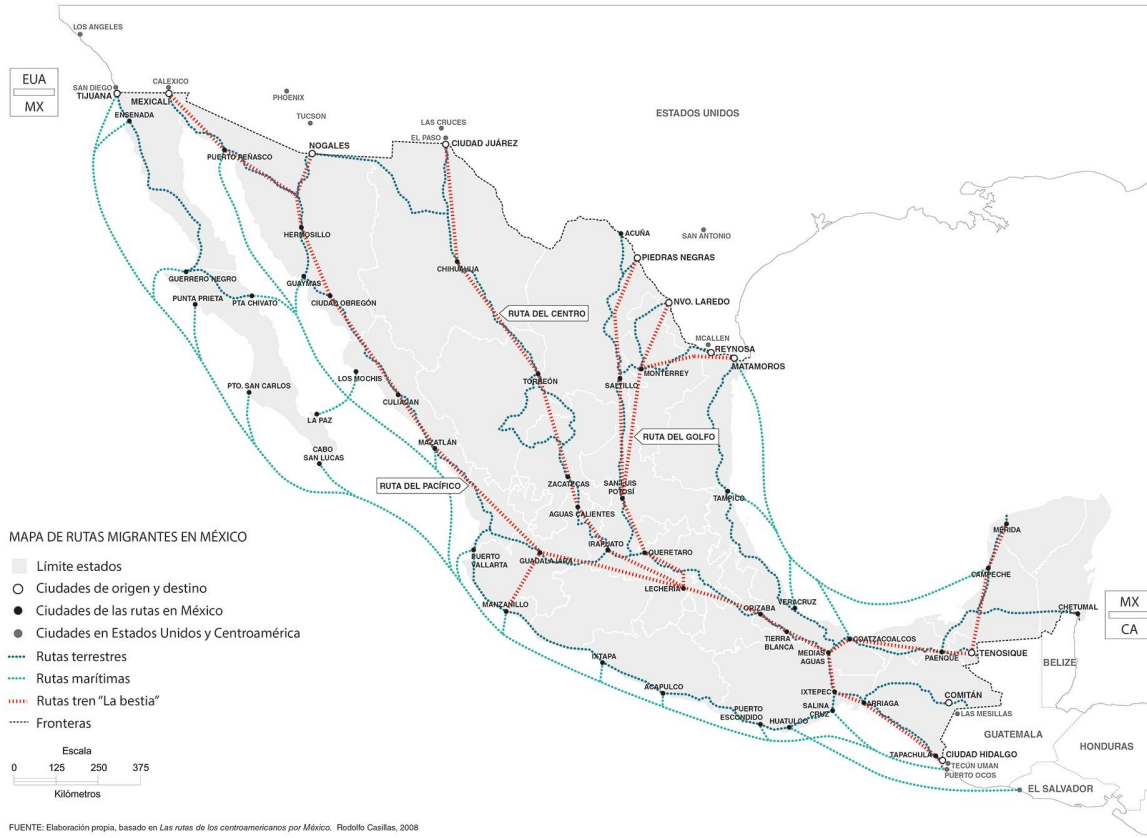 LOS ANGELES
EUA
MX
SAN DIEGO
TIJUANA
CALEXICO
MEXICALI
ENSENADA
PHOENIX
TUCSON
LAS CRUCES
EL PASO
CIUDAD JUÁREZ
ESTADOS UNIDOS
NOGALES
PUERTO PEÑASCO
HERMOSILLO
ACUÑA
SAN ANTONIO
PIEDRAS NEGRAS
CHIHUAHUA
GUERRERO NEGRO
GUAYMAS
PUNTA PRIETA
PTA CHIVATO
CIUDAD OBREGÓN
NVO. LAREDO
RUTA DEL CENTRO
MCALLEN
REYNOSA
MATAMOROS
MONTERREY
LOS MOCHIS
TORREÓN
SALTILLO
PTO. SAN CARLOS
CULIACAN
LA PAZ
RUTA DEL GOLFO
MAZATLÁN
CABO
SAN LUCAS
RUTA DEL PACÍFICO
ZACATECAS
SAN LUIS
POTOSÍ
TAMPICO
AGUAS CALIENTES
MÉRIDA
IRAPUATO
PUERTO
VALLARTA
GUADALAJARA
QUERETARO
CAMPECHE
LECHERÍA
MANZANILLO
ORIZABA
VERACRUZ
CHETUMAL
MX
CA
TIERRA
BLANCA
COATZACOALCOS
MEDIAS
AGUAS
PAENQUE
TENOSIQUE
BELIZE
IXTAPA
ACAPULCO
IXTEPEC
SALINA
CRUZ
ARRIAGA
COMITÁN
LAS MESILLAS
PUERTO
ESCONDIDO
HUATULCO
GUATEMALA
HONDURAS
TAPACHULA
CIUDAD HIDALGO
TECÚN UMAN
PUERTO OCOS
EL SALVADOR
MAPA DE RUTAS MIGRANTES EN MÉXICO
Límite estados
Ciudades de origen y destino
Ciudades de las rutas en México
Ciudades en Estados Unidos y Centroamérica
Rutas terrestres
Rutas marítimas
Rutas tren "La bestia"
Fronteras
Escala
0 125 250 375
Kilómetros
FUENTE: Elaboración propia, basado en Las rutas de los centroamericanos por México. Rodolfo Casillas, 2008